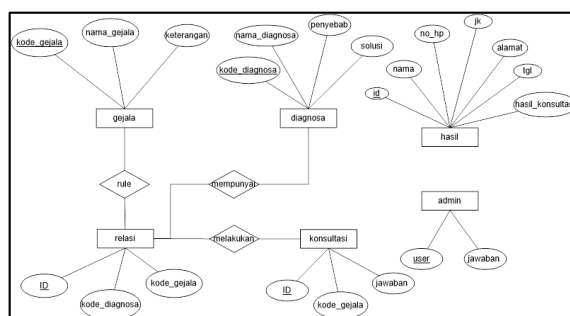 kode_gejala
nama_gejala
keterangan
gejala
nama_diagnosa
penyebab
kode_diagnosa
solusi
diagnosa
id
nama
no_hp
jk
alamat
tgl
hasil_konsultas
hasil
rule
mempunyai
relasi
melakukan
konsultasi
admin
ID
kode_diagnosa
kode_gejala
ID
kode_gejala
jawaban
user
jawaban